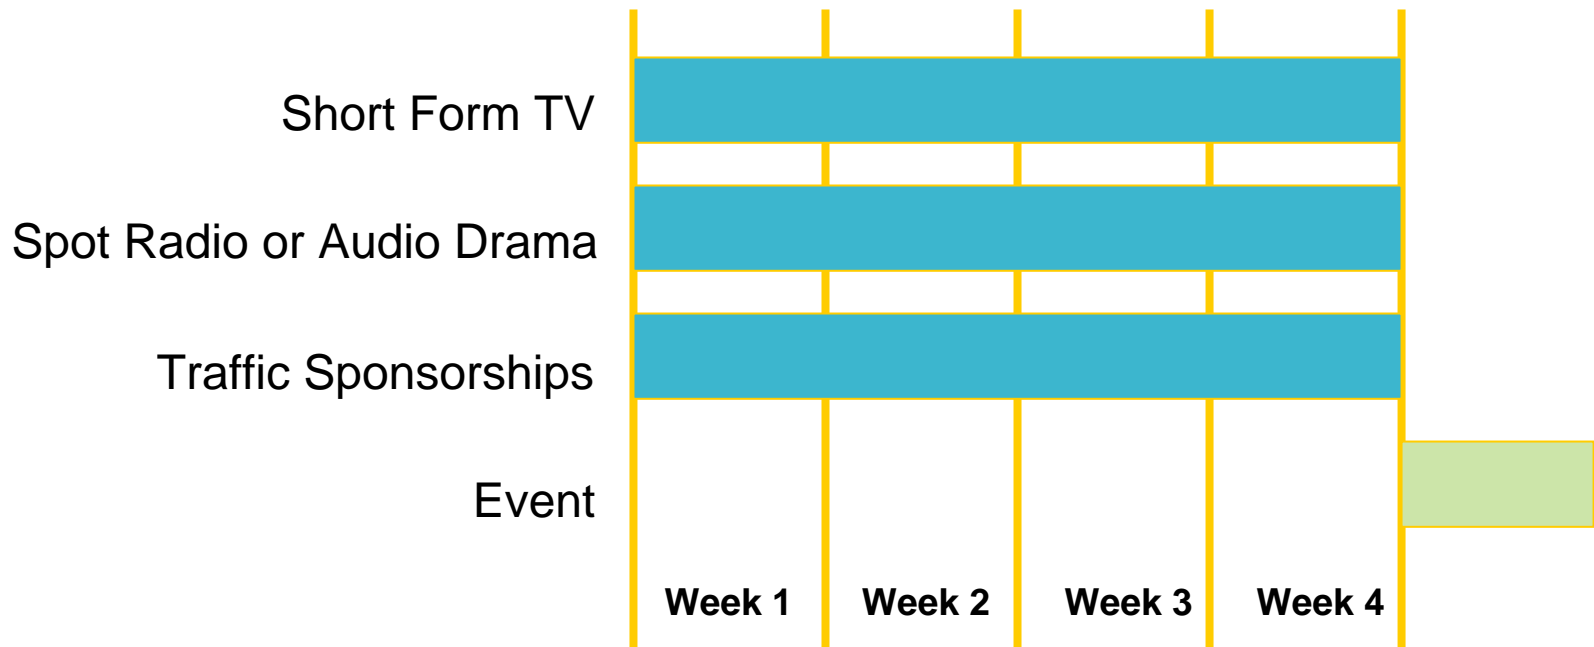 Short Form TV
Spot Radio or Audio Drama
Traffic Sponsorships
Event
Week 1 Week 2 Week 3 Week 4